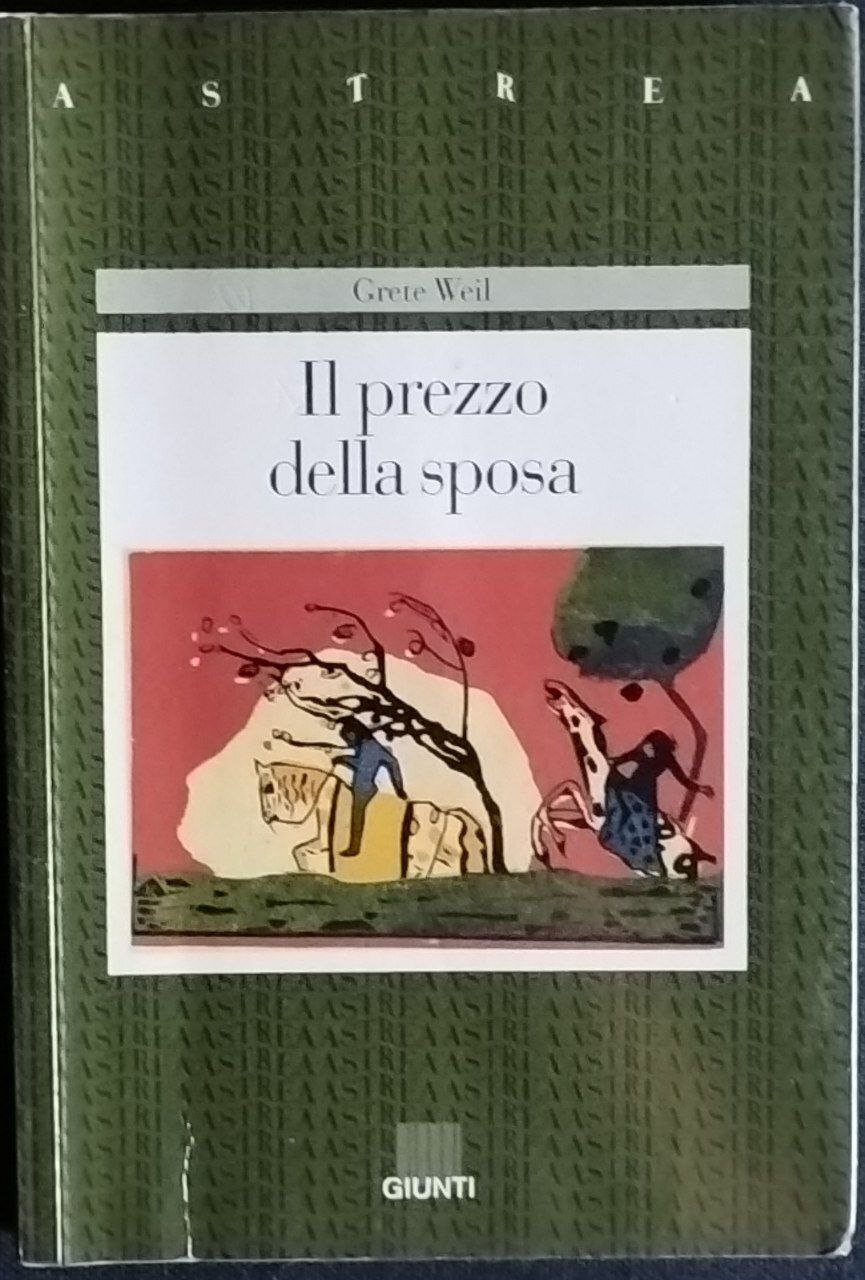 A S T R E A
Grete Weil
Il prezzo
della sposa
GIUNTI